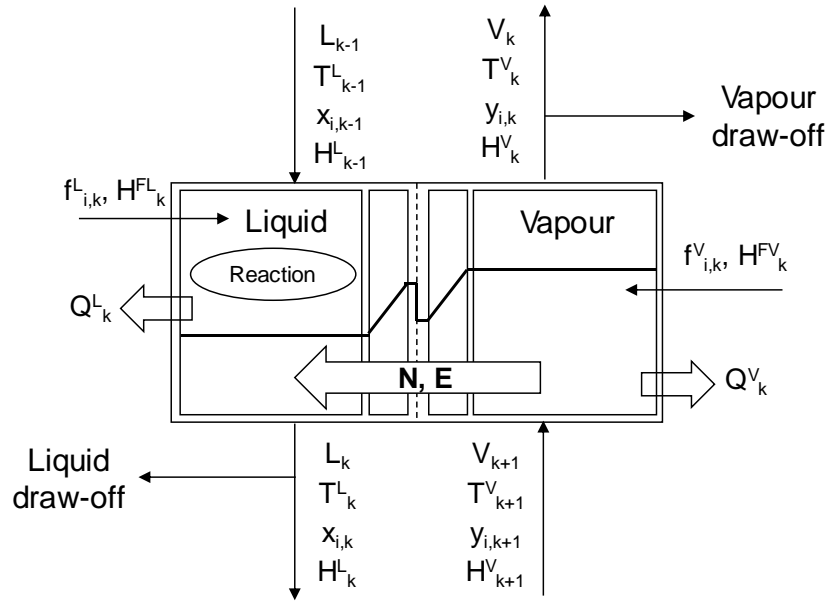 L_{k-1}
T^L_{k-1}
x_{i,k-1}
H^L_{k-1}
V_k
T^V_k
y_{i,k}
H^V_k
Vapour
draw-off
f^L_{i,k}, H^{FL}_k
Liquid
Reaction
Vapour
f^V_{i,k}, H^{FV}_k
Q^L_k
N, E
Q^V_k
Liquid
draw-off
L_k
T^L_k
x_{i,k}
H^L_k
V_{k+1}
T^V_{k+1}
y_{i,k+1}
H^V_{k+1}